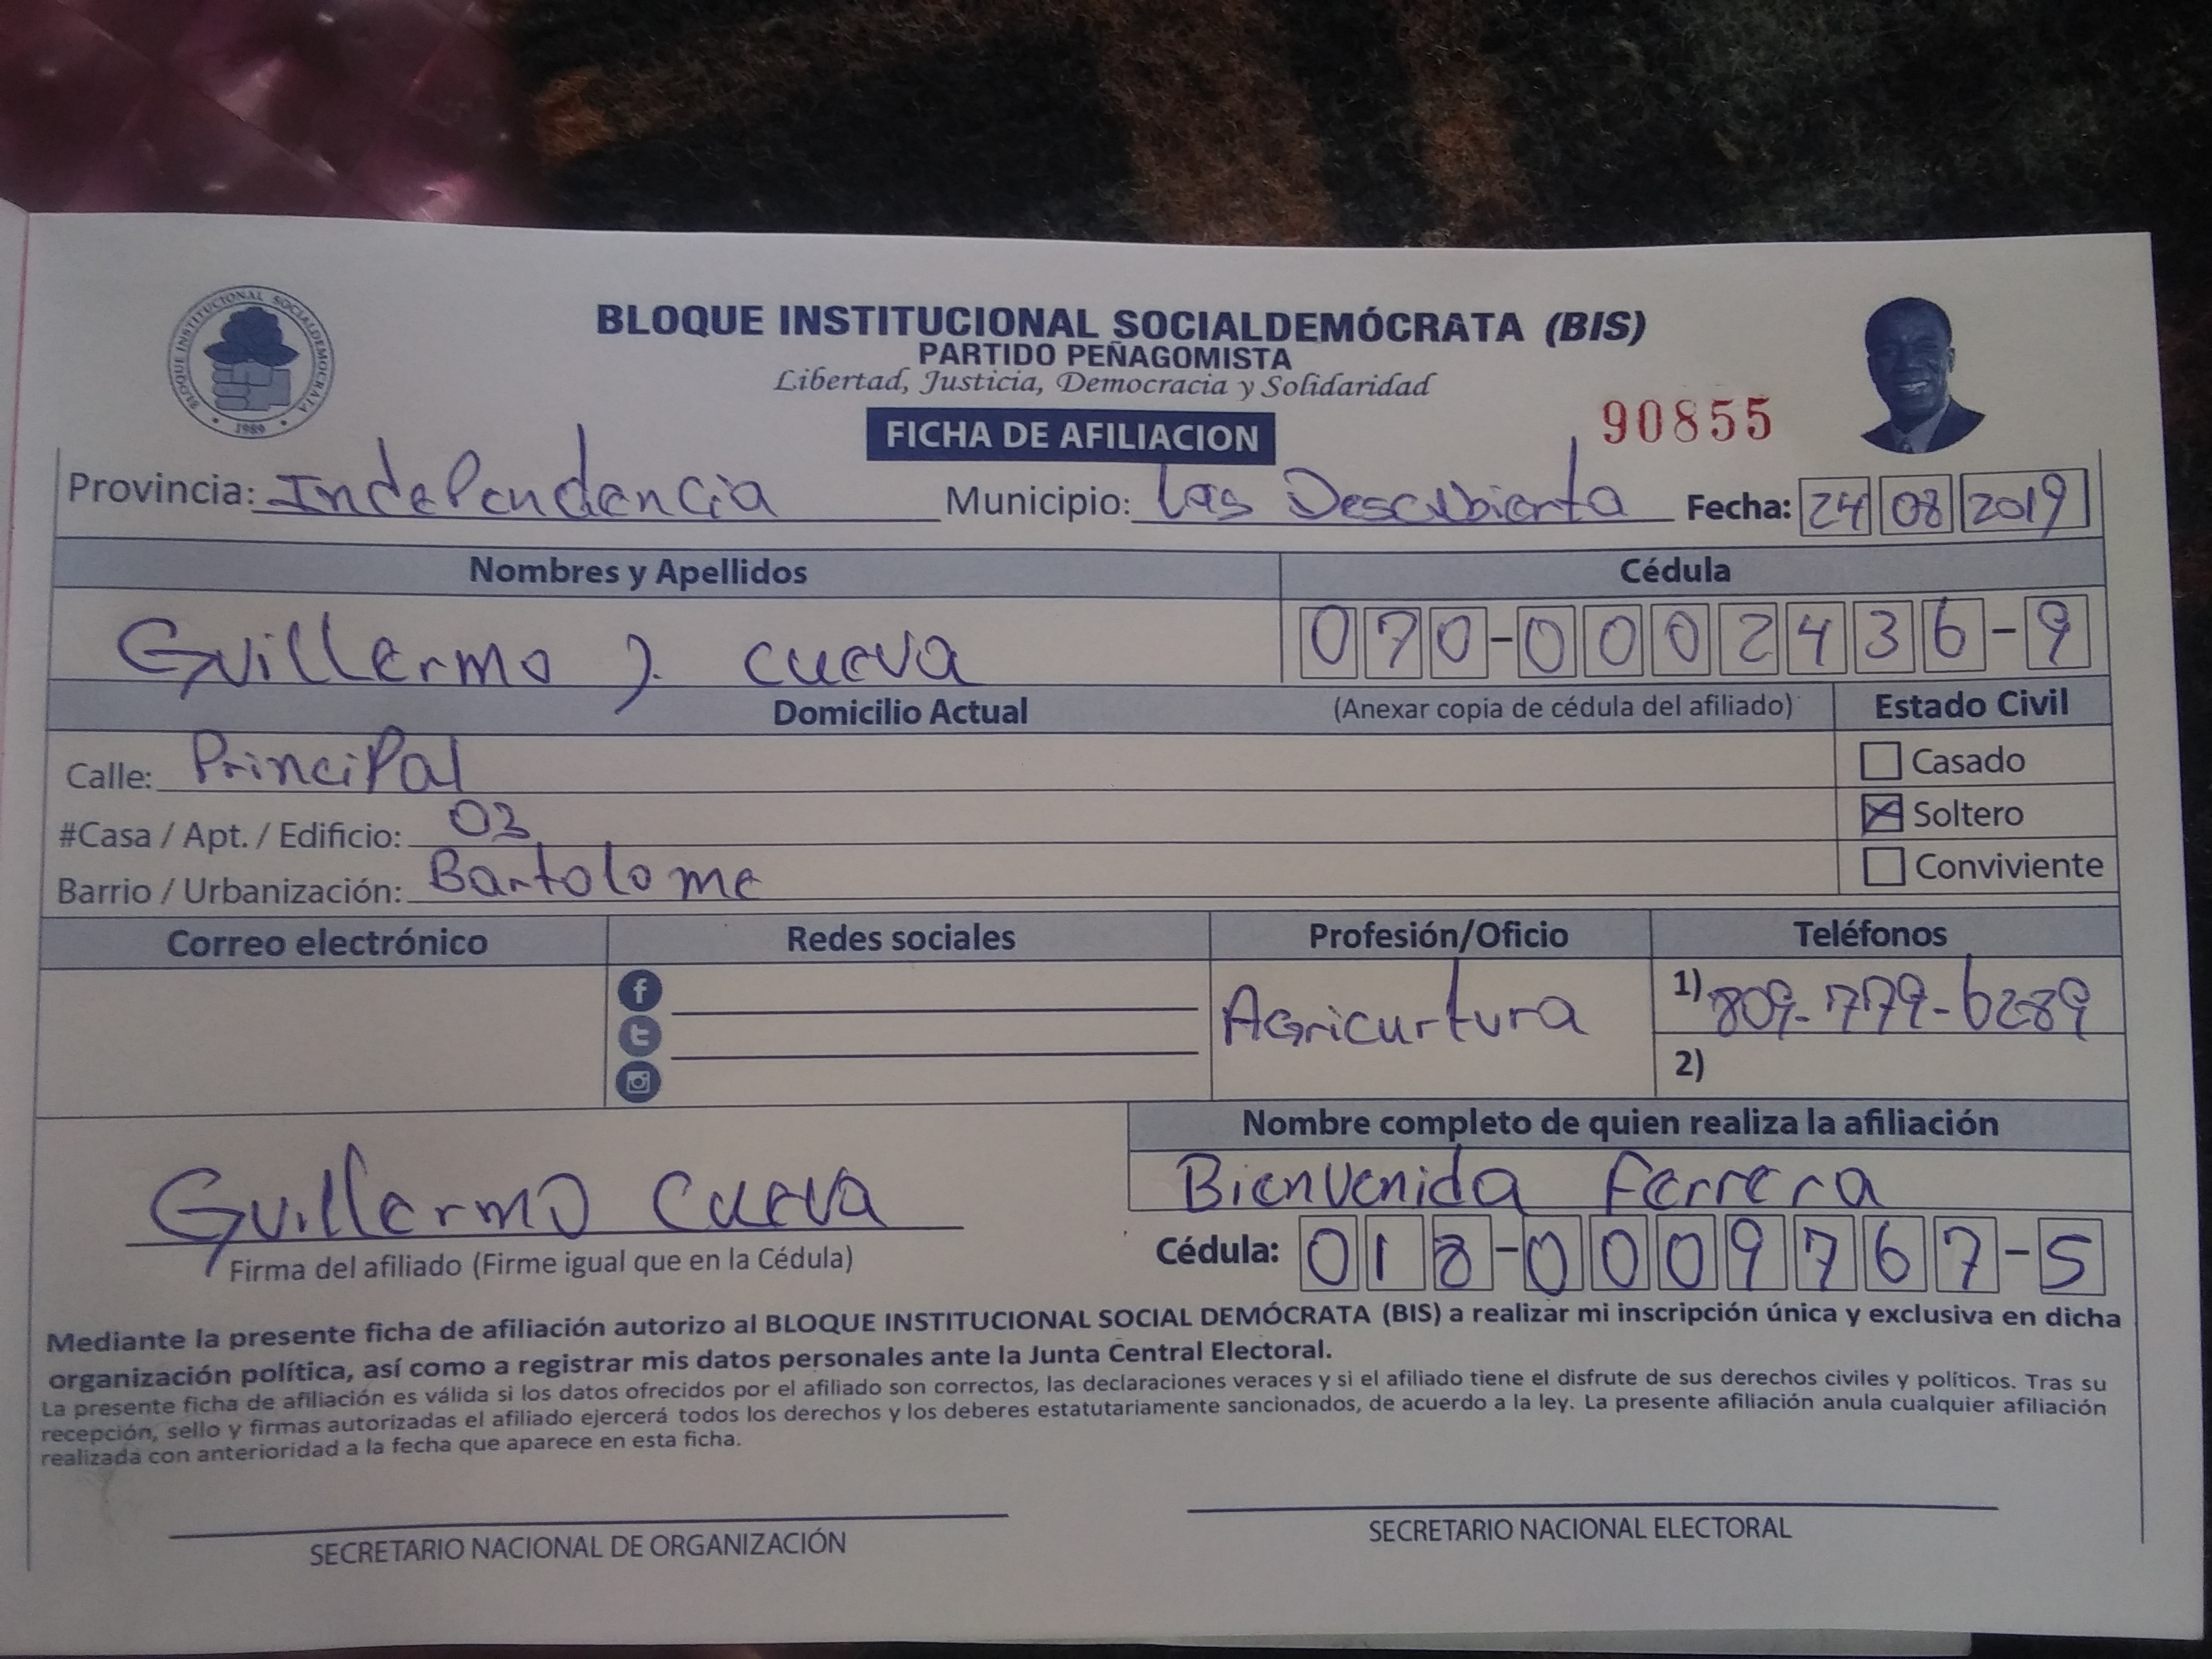 BLOQUE INSTITUCIONAL SOCIALDEMOCRATA
1989
BLOQUE INSTITUCIONAL SOCIALDEMÓCRATA (BIS)
PARTIDO PEÑAGOMISTA
Libertad, Justicia, Democracia y Solidaridad
FICHA DE AFILIACION
90855
Provincia: Independencia Municipio: Las Descubierta Fecha: 24 08 2019
Nombres y Apellidos Cédula
Guillermo J. cueva 070-0002436-9
Domicilio Actual (Anexar copia de cédula del afiliado) Estado Civil
Calle: Principal Casado
#Casa / Apt. / Edificio: 03 Soltero
Barrio / Urbanización: Bartolome Conviviente
Correo electrónico Redes sociales Profesión/Oficio Teléfonos
Agricurtura 1) 809-779-6289
2)
Nombre completo de quien realiza la afiliación
Guillermo Cueva Bienvenida Ferrera
Firma del afiliado (Firme igual que en la Cédula) Cédula: 018-0009767-5
Mediante la presente ficha de afiliación autorizo al BLOQUE INSTITUCIONAL SOCIAL DEMÓCRATA (BIS) a realizar mi inscripción única y exclusiva en dicha
organización política, así como a registrar mis datos personales ante la Junta Central Electoral.
La presente ficha de afiliación es válida si los datos ofrecidos por el afiliado son correctos, las declaraciones veraces y si el afiliado tiene el disfrute de sus derechos civiles y políticos. Tras su
recepción, sello y firmas autorizadas el afiliado ejercerá todos los derechos y los deberes estatutariamente sancionados, de acuerdo a la ley. La presente afiliación anula cualquier afiliación
realizada con anterioridad a la fecha que aparece en esta ficha.
SECRETARIO NACIONAL DE ORGANIZACIÓN SECRETARIO NACIONAL ELECTORAL